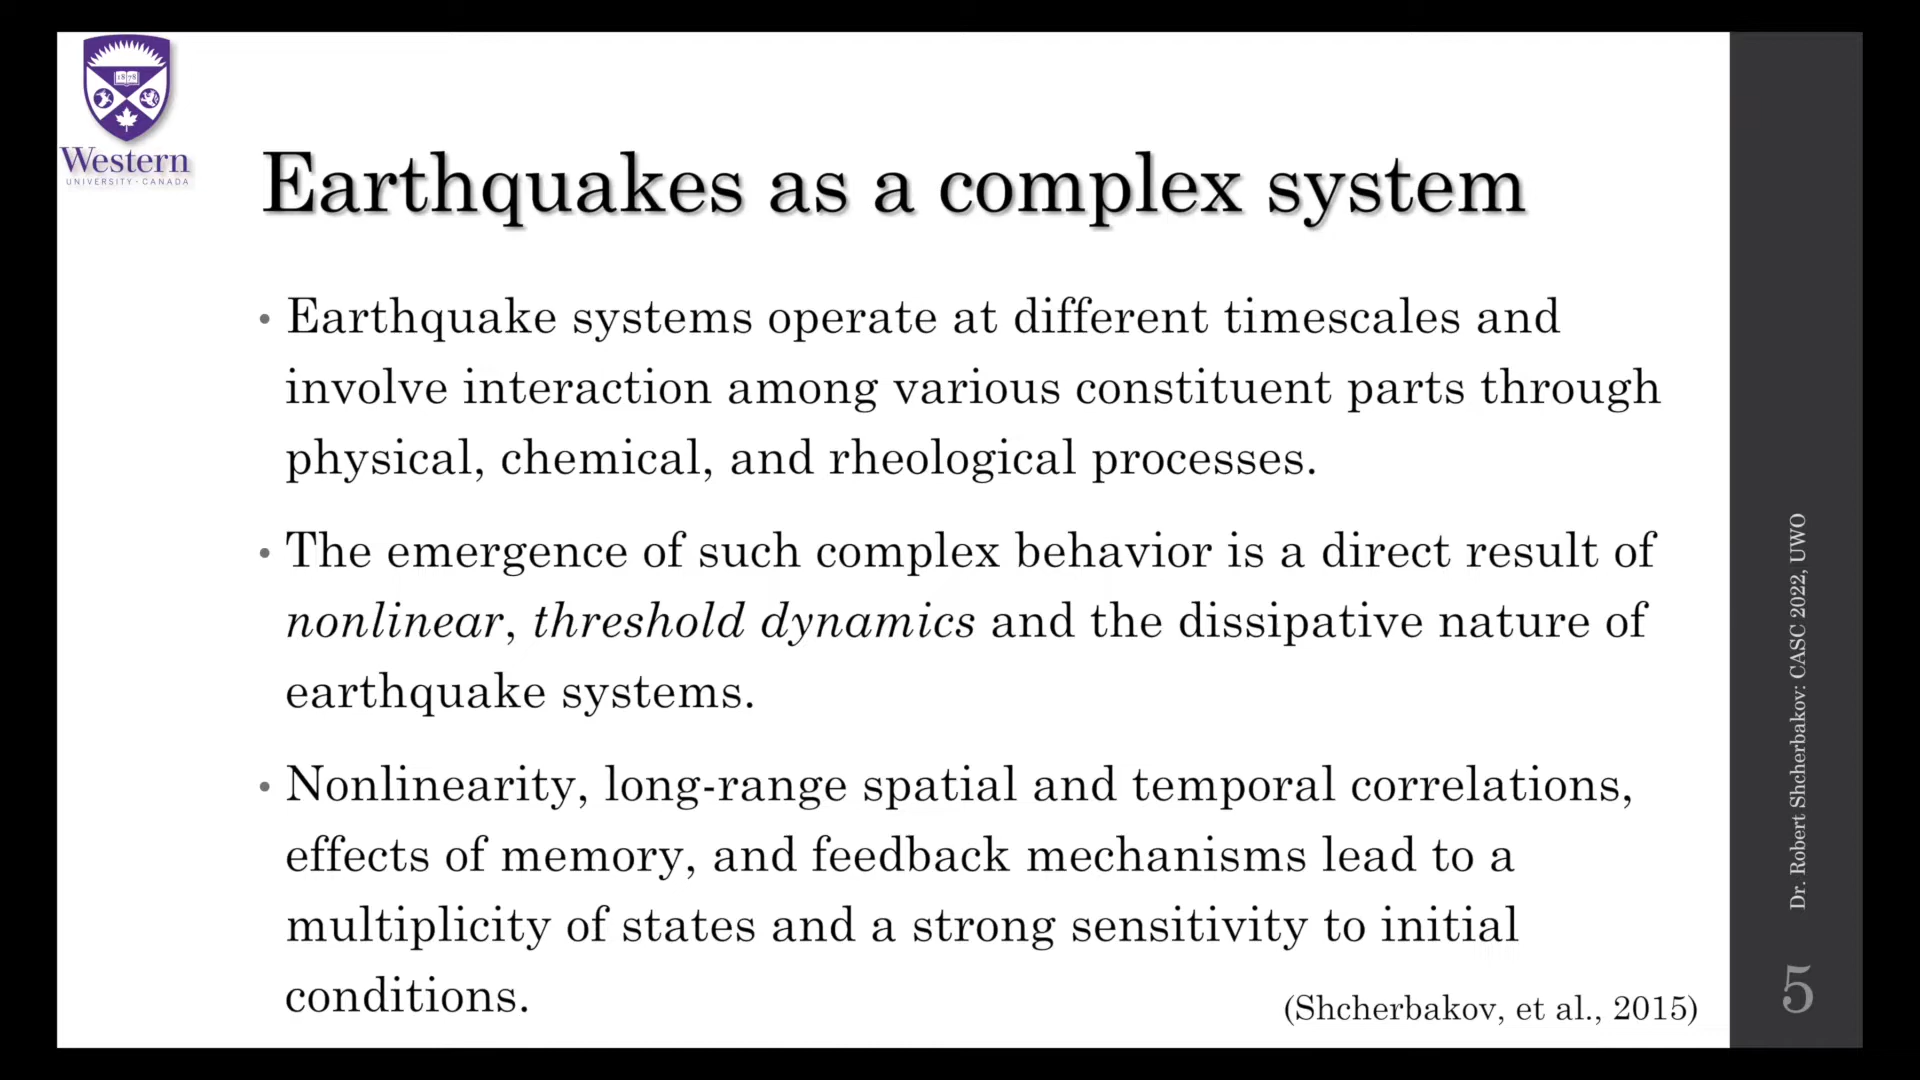 1878
Western
UNIVERSITY · CANADA
Earthquakes as a complex system
• Earthquake systems operate at different timescales and
involve interaction among various constituent parts through
physical, chemical, and rheological processes.
• The emergence of such complex behavior is a direct result of
nonlinear, threshold dynamics and the dissipative nature of
earthquake systems.
• Nonlinearity, long-range spatial and temporal correlations,
effects of memory, and feedback mechanisms lead to a
multiplicity of states and a strong sensitivity to initial
conditions.
(Shcherbakov, et al., 2015)
Dr. Robert Shcherbakov: CASC 2022, UWO
5